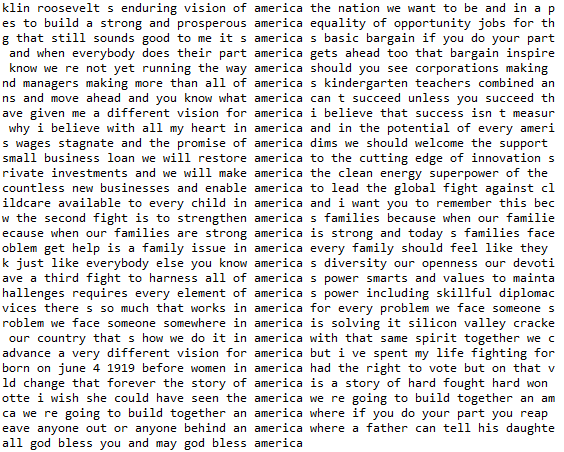 klin roosevelt s enduring vision of america the nation we want to be and in a p
es to build a strong and prosperous america equality of opportunity jobs for th
g that still sounds good to me it s america s basic bargain if you do your part
and when everybody does their part america gets ahead too that bargain inspire
know we re not yet running the way america should you see corporations making
nd managers making more than all of america s kindergarten teachers combined an
ns and move ahead and you know what america can t succeed unless you succeed th
ave given me a different vision for america i believe that success isn t measur
why i believe with all my heart in america and in the potential of every ameri
s wages stagnate and the promise of america dims we should welcome the support
small business loan we will restore america to the cutting edge of innovation s
rivate investments and we will make america the clean energy superpower of the
countless new businesses and enable america to lead the global fight against cl
ildcare available to every child in america and i want you to remember this bec
w the second fight is to strengthen america s families because when our familie
ecause when our families are strong america is strong and today s families face
oblem get help is a family issue in america every family should feel like they
k just like everybody else you know america s diversity our openness our devoti
ave a third fight to harness all of america s power smarts and values to mainta
hallenges requires every element of america s power including skillful diplomac
vices there s so much that works in america for every problem we face someone s
roblem we face someone somewhere in america is solving it silicon valley cracke
our country that s how we do it in america with that same spirit together we c
advance a very different vision for america but i ve spent my life fighting for
born on june 4 1919 before women in america had the right to vote but on that v
ld change that forever the story of america is a story of hard fought hard won
otte i wish she could have seen the america we re going to build together an am
ca we re going to build together an america where if you do your part you reap
eave anyone out or anyone behind an america where a father can tell his daughte
all god bless you and may god bless america